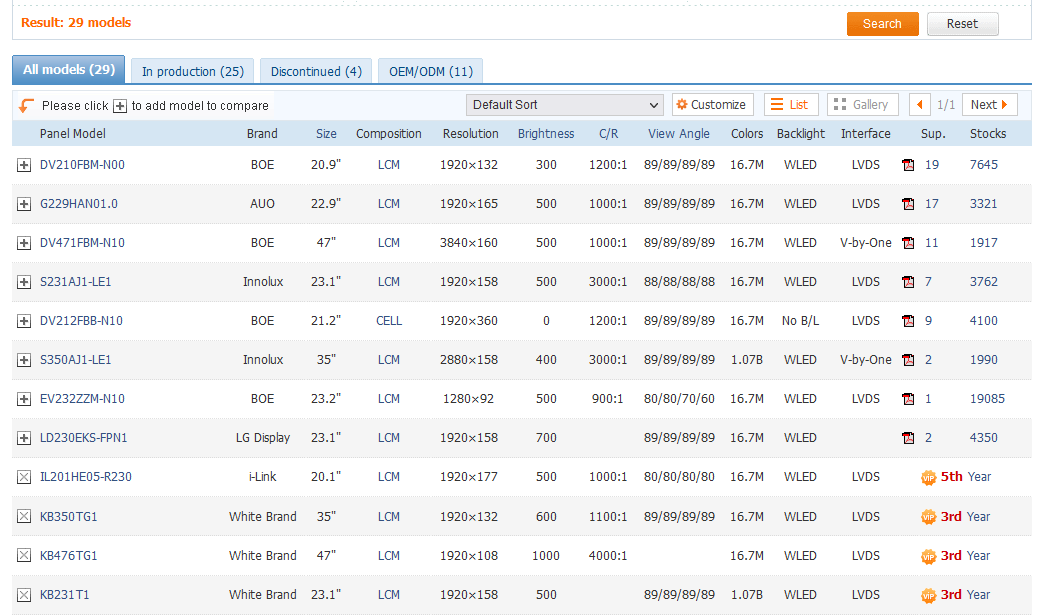 Result: 29 models
Search Reset
All models (29) In production (25) Discontinued (4) OEM/ODM (11)
Please click + to add model to compare Default Sort Customize List Gallery 1/1 Next
Panel Model Brand Size Composition Resolution Brightness C/R View Angle Colors Backlight Interface Sup. Stocks
DV210FBM-N00 BOE 20.9" LCM 1920×132 300 1200:1 89/89/89/89 16.7M WLED LVDS 19 7645
G229HAN01.0 AUO 22.9" LCM 1920×165 500 1000:1 89/89/89/89 16.7M WLED LVDS 17 3321
DV471FBM-N10 BOE 47" LCM 3840×160 500 1000:1 89/89/89/89 16.7M WLED V-by-One 11 1917
S231AJ1-LE1 Innolux 23.1" LCM 1920×158 500 3000:1 88/88/88/88 16.7M WLED LVDS 7 3762
DV212FBB-N10 BOE 21.2" CELL 1920×360 0 1200:1 89/89/89/89 16.7M No B/L LVDS 9 4100
S350AJ1-LE1 Innolux 35" LCM 2880×158 400 3000:1 89/89/89/89 1.07B WLED V-by-One 2 1990
EV232ZZM-N10 BOE 23.2" LCM 1280×92 500 900:1 80/80/70/60 16.7M WLED LVDS 1 19085
LD230EKS-FPN1 LG Display 23.1" LCM 1920×158 700 89/89/89/89 16.7M WLED 2 4350
IL201HE05-R230 i-Link 20.1" LCM 1920×177 500 1000:1 80/80/80/80 16.7M WLED LVDS VIP 5th Year
KB350TG1 White Brand 35" LCM 1920×132 600 1100:1 89/89/89/89 16.7M WLED LVDS VIP 3rd Year
KB476TG1 White Brand 47" LCM 1920×108 1000 4000:1 16.7M WLED LVDS VIP 3rd Year
KB231T1 White Brand 23.1" LCM 1920×158 500 89/89/89/89 1.07B WLED LVDS VIP 3rd Year